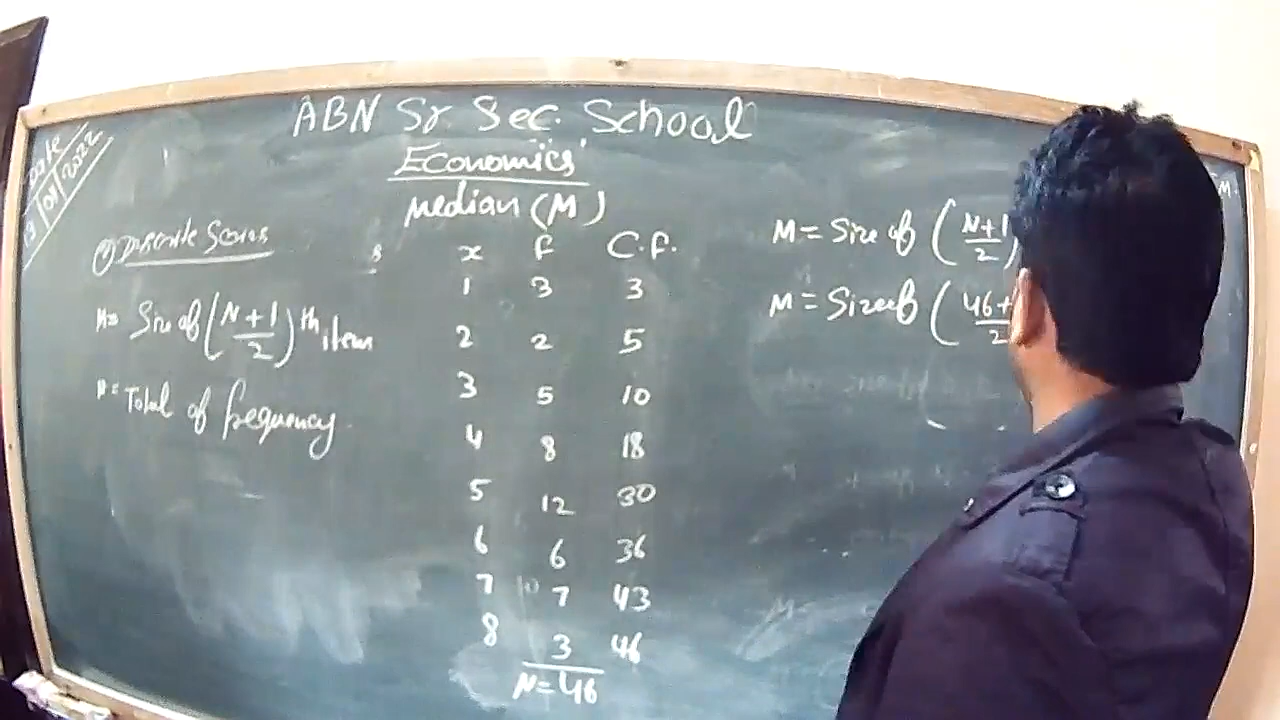 ABN Sr. Sec. School
Economics
Median (M)
Date
13/01/2022
Discrete Series
M = Size of (N+1/2)th item
N = Total of frequency
x f C.f.
1 3 3
2 2 5
3 5 10
4 8 18
5 12 30
6 6 36
7 7 43
8 3 46
N = 46
M = Size of (N+1/2)
M = Size of (46+
2
M.